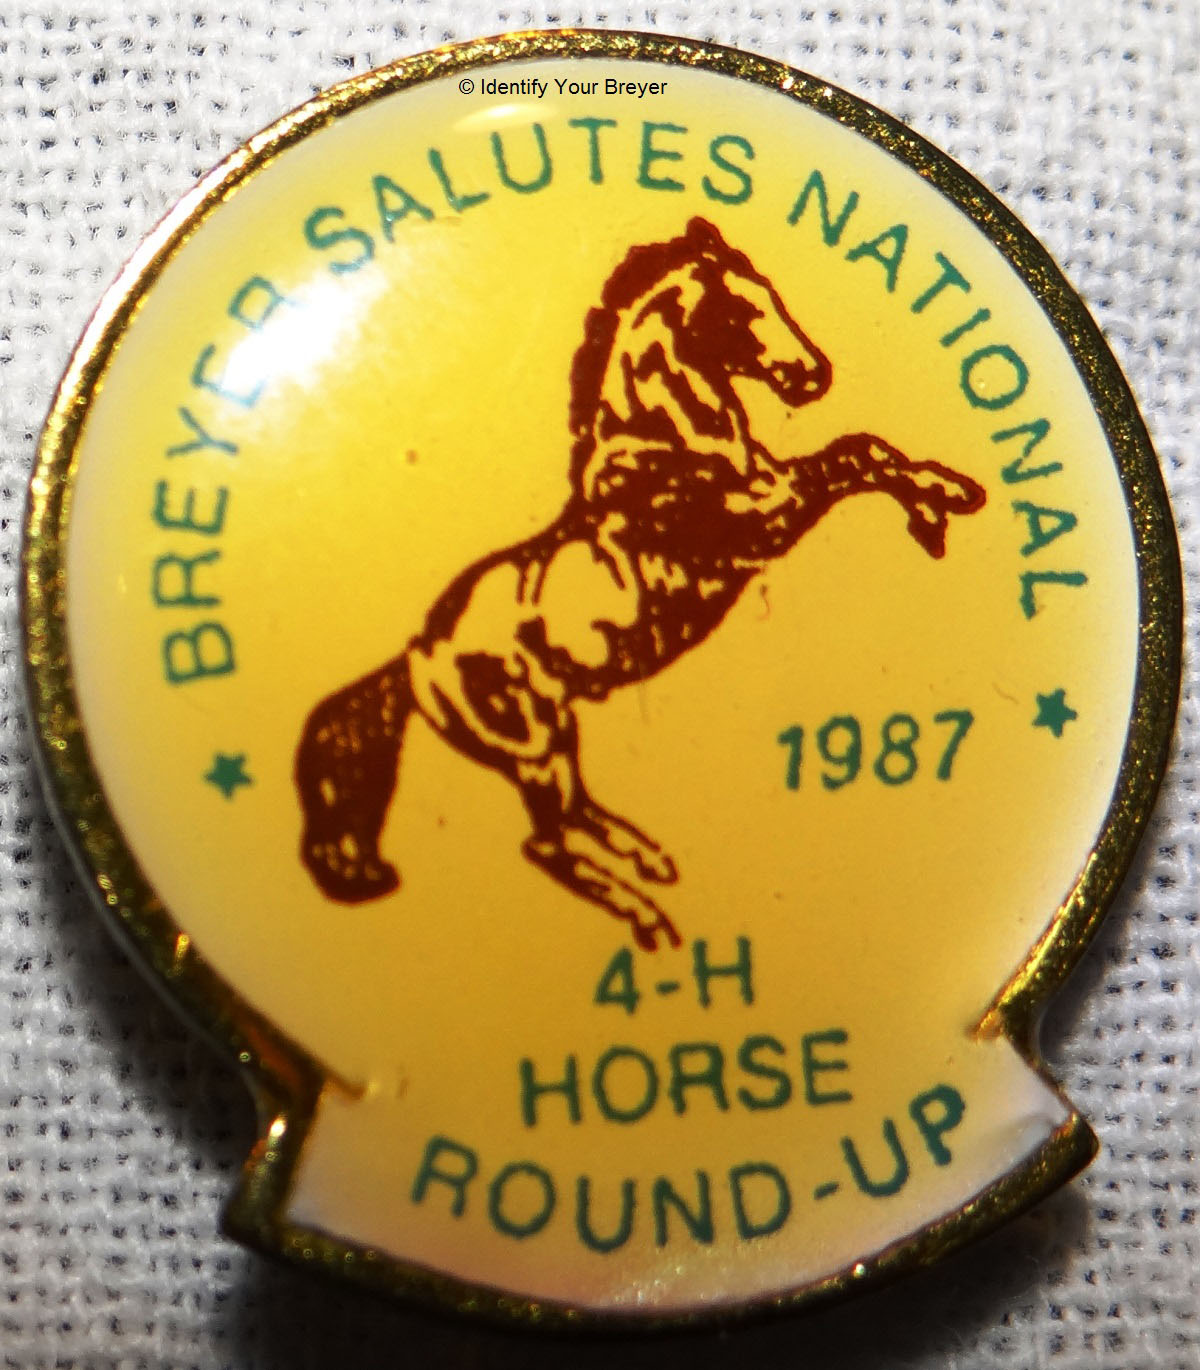 © Identify Your Breyer
BREYER SALUTES NATIONAL
1987
4-H
HORSE
ROUND-UP